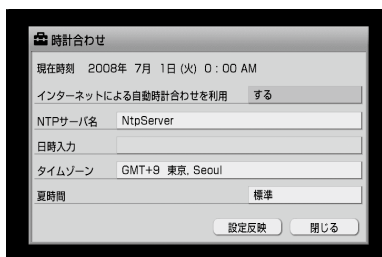 時計合わせ
現在時刻 2008年 7月 1日 (火) 0 : 00 AM
インターネットによる自動時計合わせを利用 する
NTPサーバ名 NtpServer
日時入力
タイムゾーン GMT+9 東京, Seoul
夏時間 標準
設定反映 閉じる